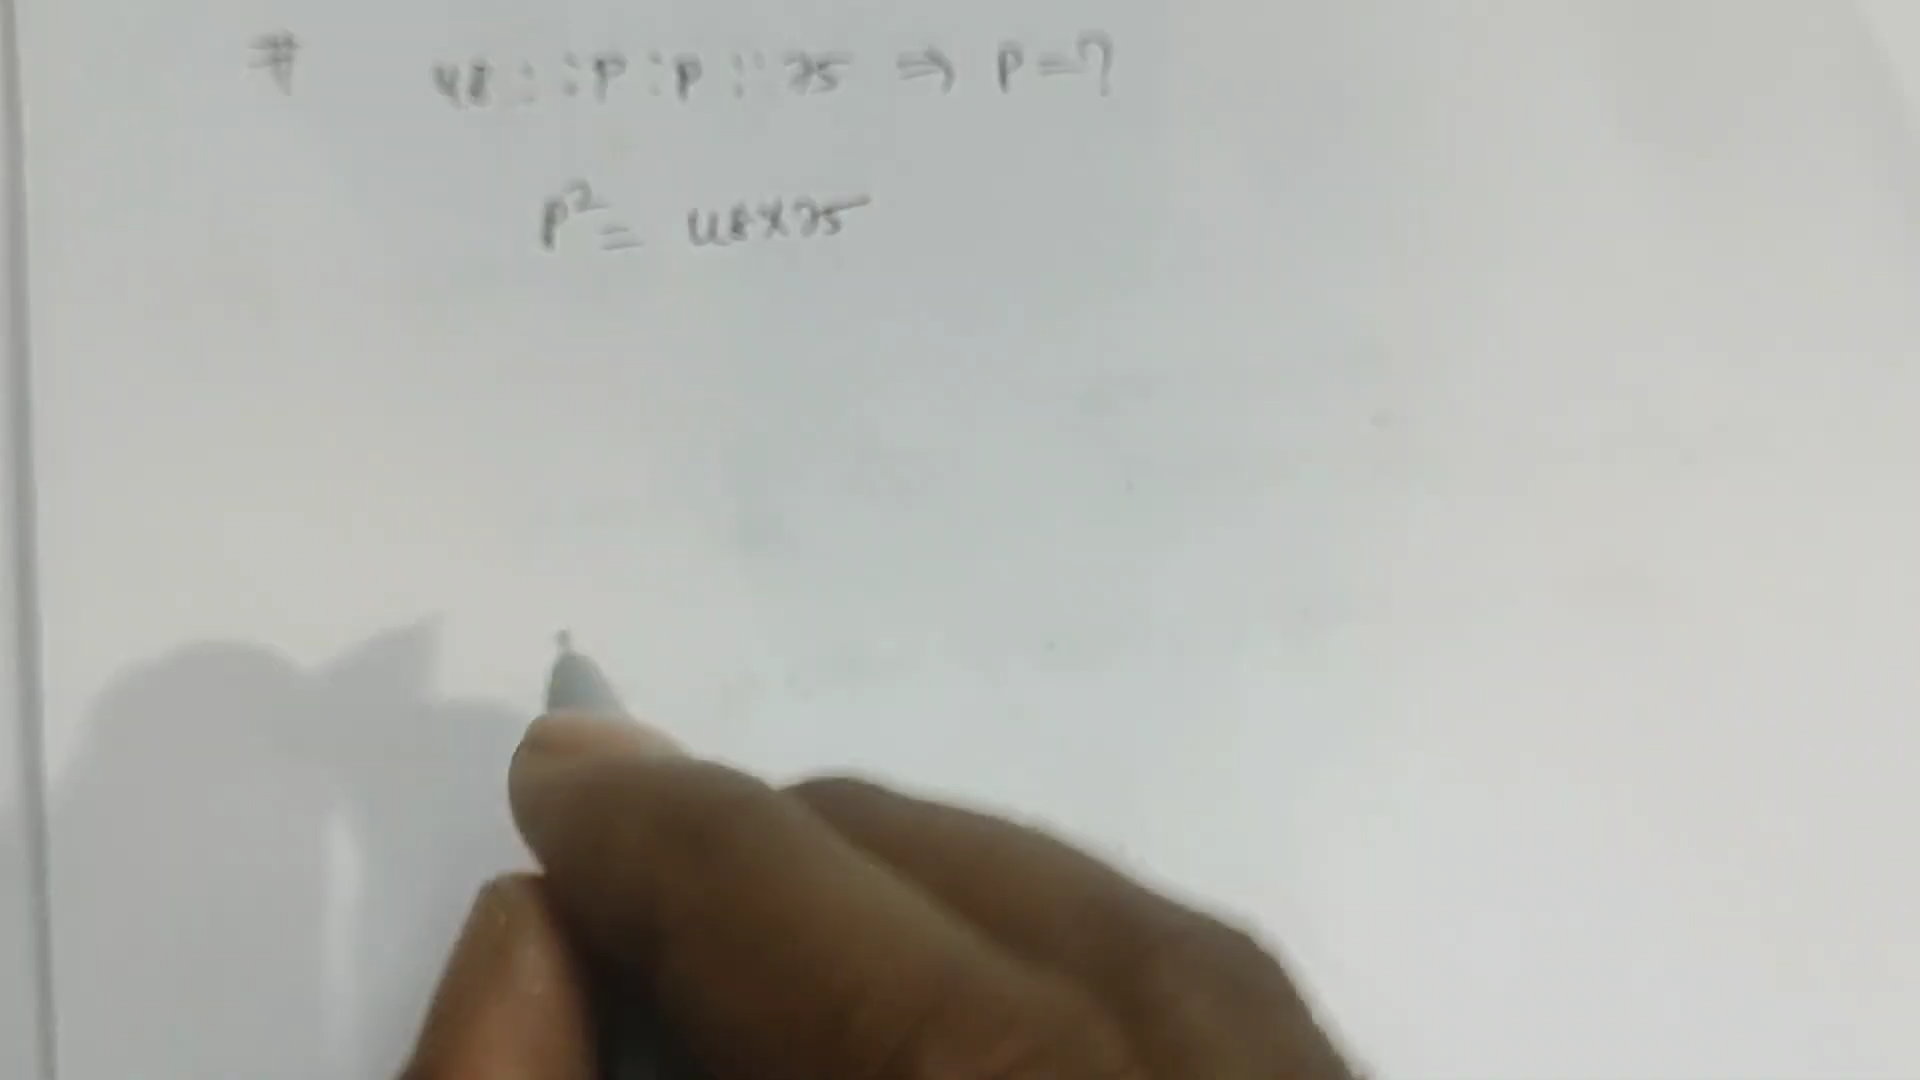 # 48 : : P : P :: 75 ⇒ P = ?
P² = 48×75